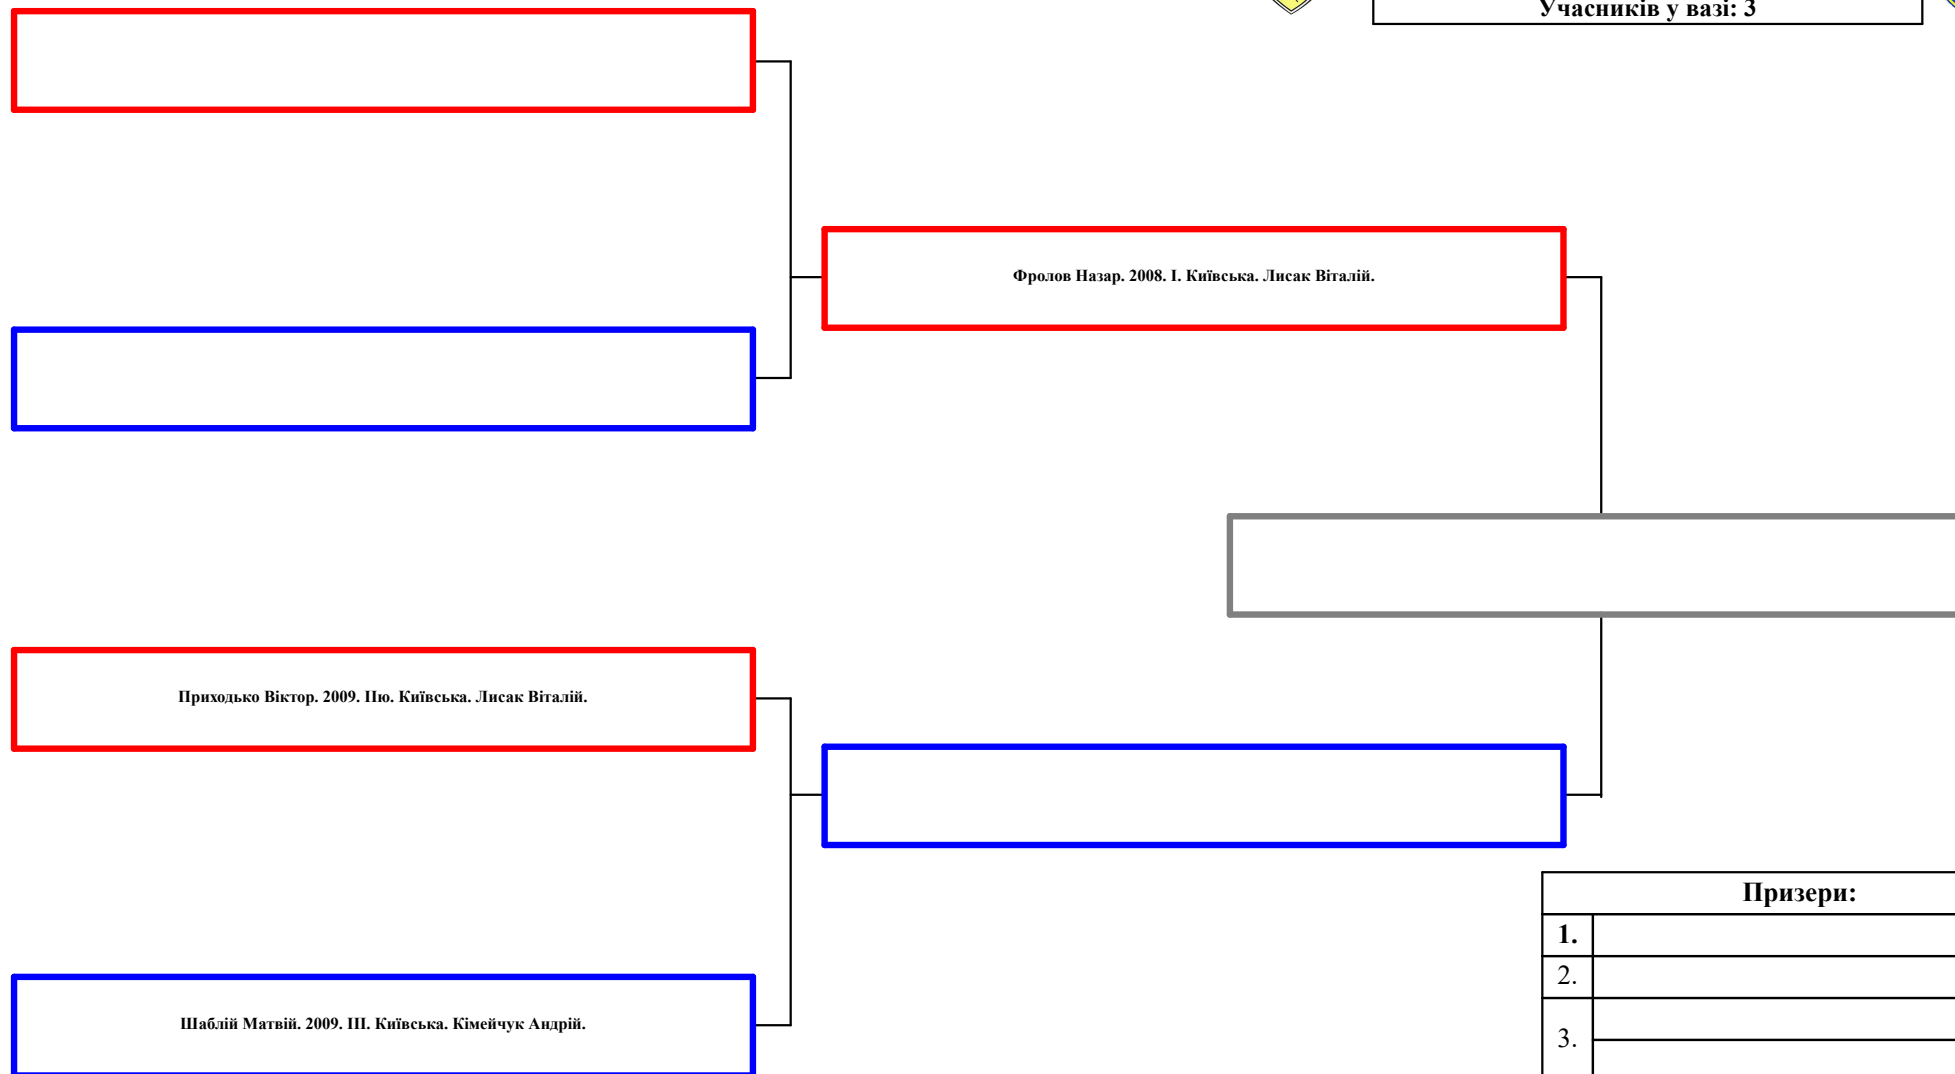 Учасників у вазі: 3
Фролов Назар. 2008. І. Київська. Лисак Віталій.
Приходько Віктор. 2009. ІІю. Київська. Лисак Віталій.
Шаблій Матвій. 2009. ІІІ. Київська. Кімейчук Андрій.
Призери:
1.
2.
3.